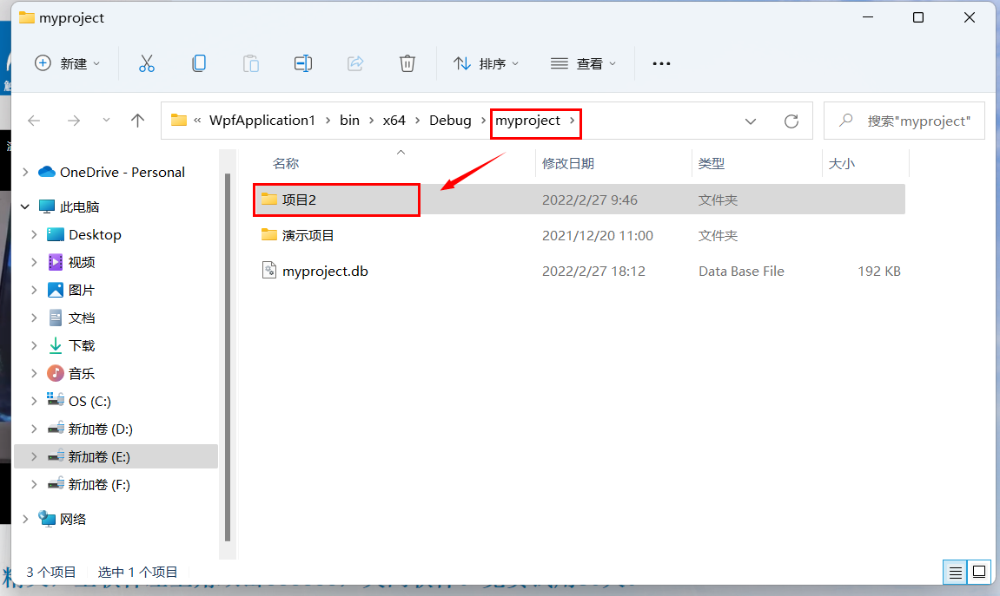 myproject
新建
排序
查看
« WpfApplication1 > bin > x64 > Debug > myproject >
搜索"myproject"
名称 修改日期 类型 大小
项目2 2022/2/27 9:46 文件夹
演示项目 2021/12/20 11:00 文件夹
myproject.db 2022/2/27 18:12 Data Base File 192 KB
OneDrive - Personal
此电脑
Desktop
视频
图片
文档
下载
音乐
OS (C:)
新加卷 (D:)
新加卷 (E:)
新加卷 (F:)
网络
3 个项目 选中 1 个项目